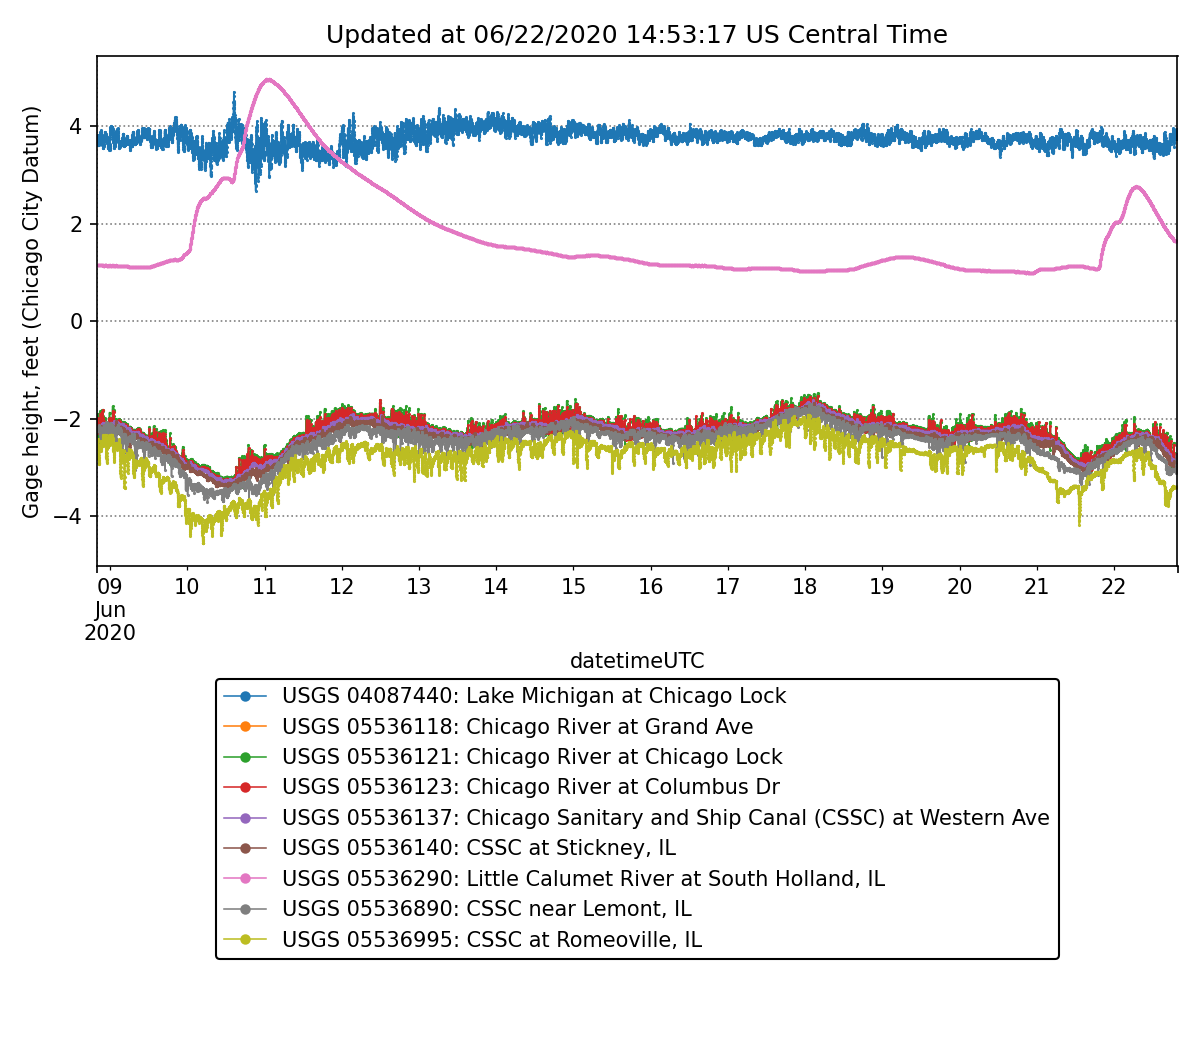 Updated at 06/22/2020 14:53:17 US Central Time
Gage height, feet (Chicago City Datum)
4
2
0
−2
−4
09 10 11 12 13 14 15 16 17 18 19 20 21 22
Jun
2020
datetimeUTC
USGS 04087440: Lake Michigan at Chicago Lock
USGS 05536118: Chicago River at Grand Ave
USGS 05536121: Chicago River at Chicago Lock
USGS 05536123: Chicago River at Columbus Dr
USGS 05536137: Chicago Sanitary and Ship Canal (CSSC) at Western Ave
USGS 05536140: CSSC at Stickney, IL
USGS 05536290: Little Calumet River at South Holland, IL
USGS 05536890: CSSC near Lemont, IL
USGS 05536995: CSSC at Romeoville, IL